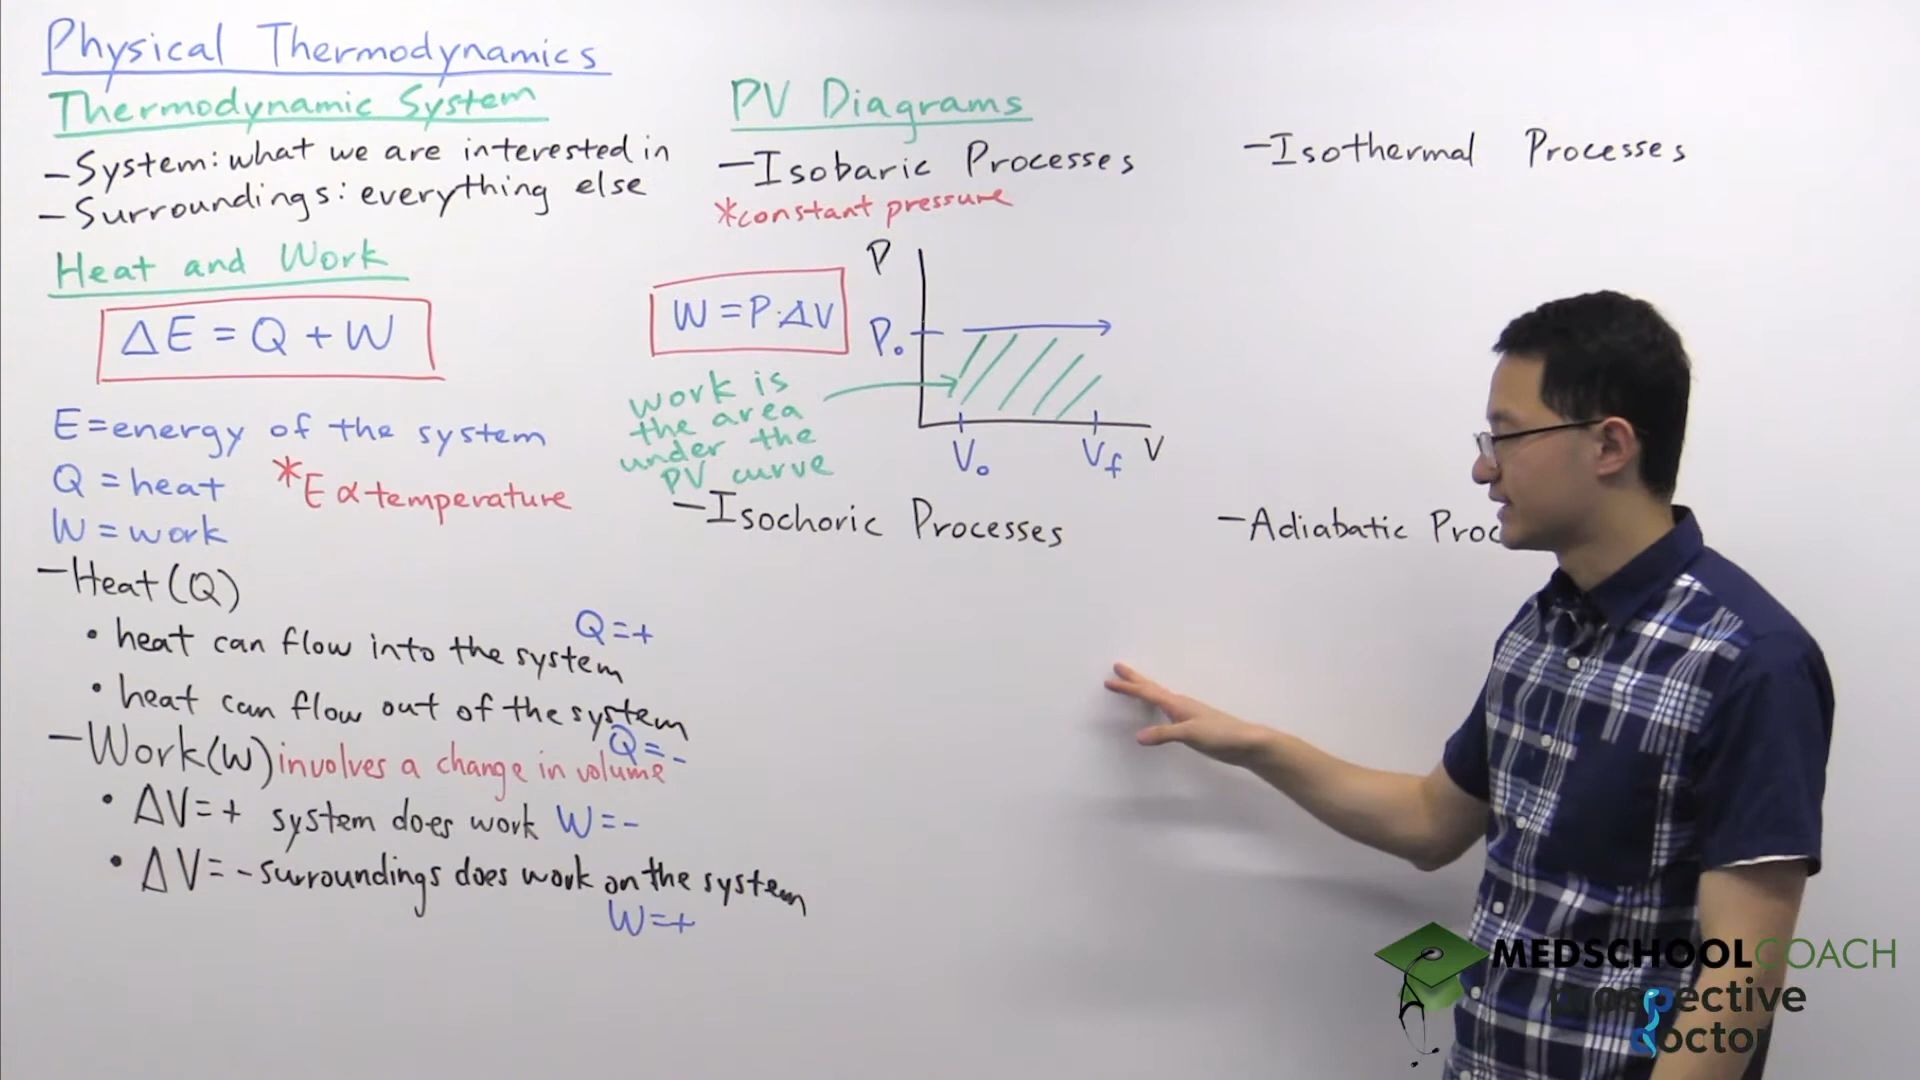 Physical Thermodynamics
Thermodynamic System
-System: what we are interested in
-Surroundings: everything else
Heat and Work
ΔE = Q + W
E=energy of the system
Q = heat
*E α temperature
W = work
-Heat (Q)
• heat can flow into the system
Q=+
• heat can flow out of the system
Q=-
-Work(W) involves a change in volume
• ΔV=+ system does work W=-
• ΔV=- surroundings does work on the system
W=+
PV Diagrams
-Isobaric Processes
*constant pressure
W=P·ΔV
P
P₀
work is
the area
under the
PV curve
V₀
Vf
V
-Isochoric Processes
-Isothermal Processes
-Adiabatic Proc
MEDSCHOOLCOACH
prospective
doctor